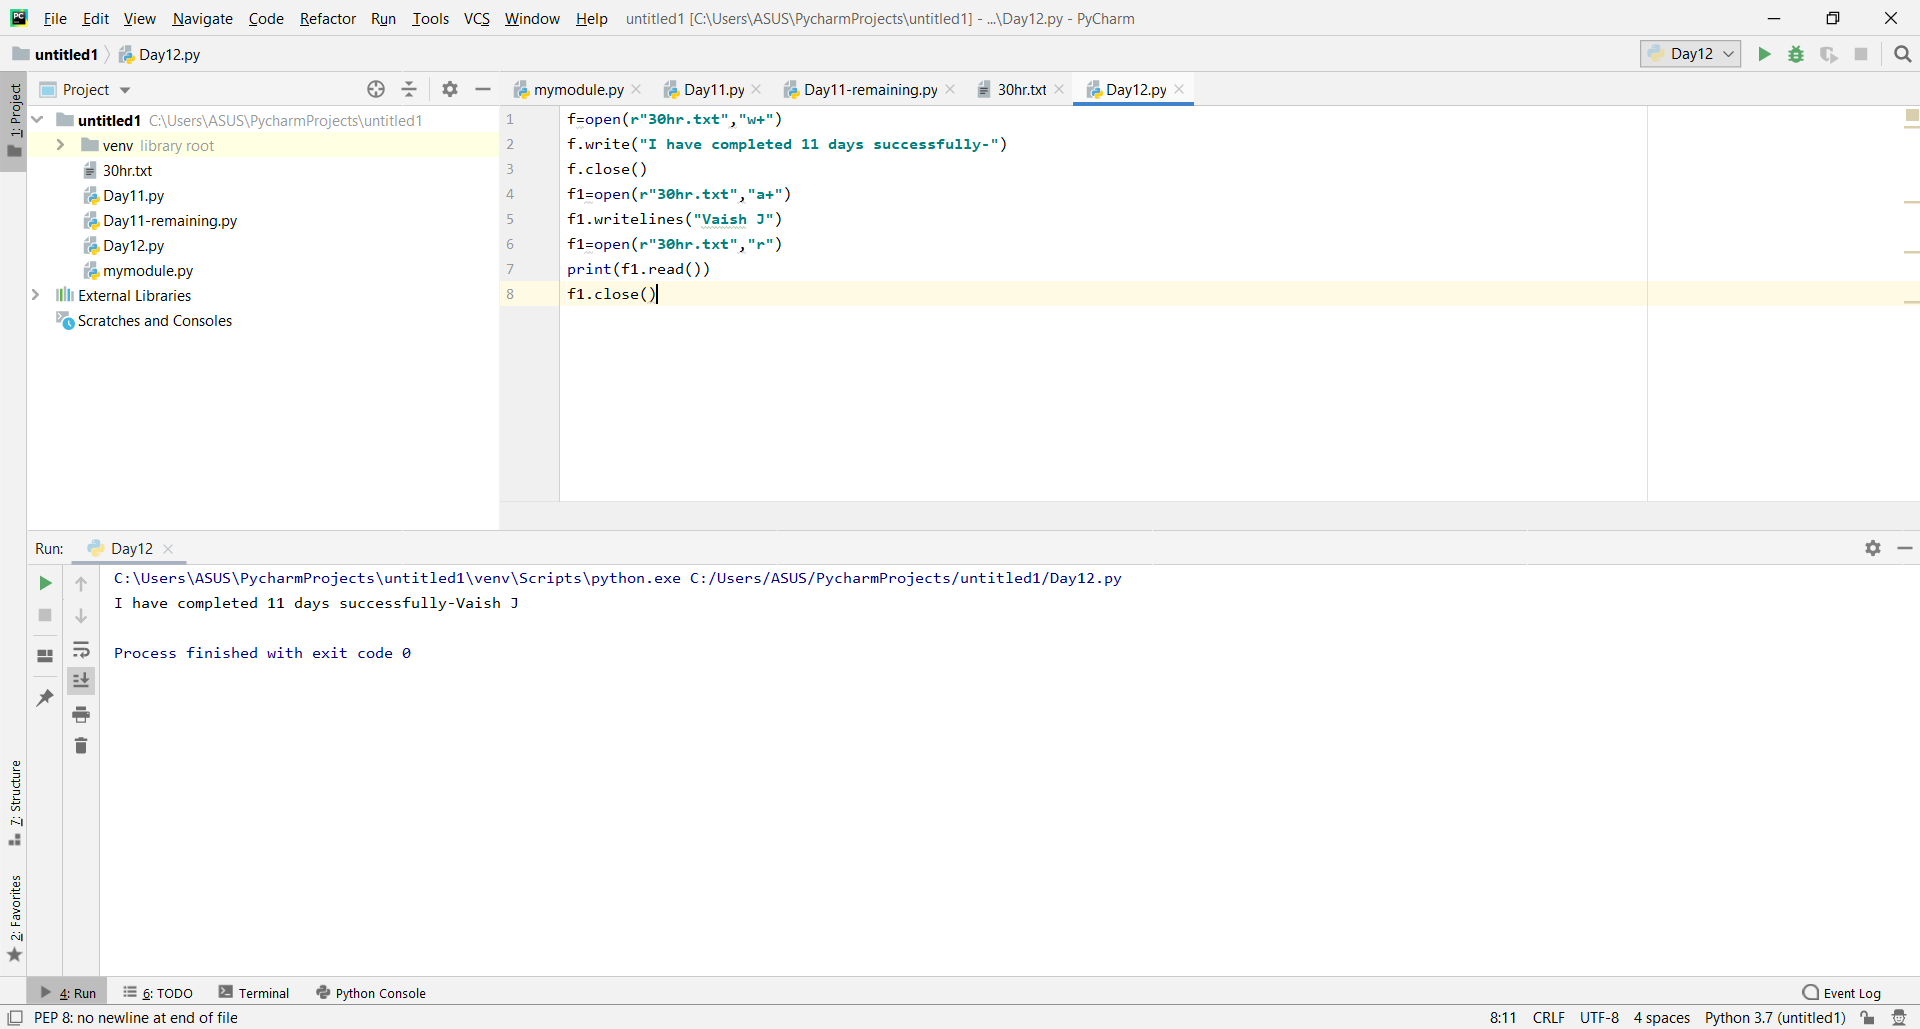 File Edit View Navigate Code Refactor Run Tools VCS Window Help untitled1 [C:\Users\ASUS\PycharmProjects\untitled1] - ...\Day12.py - PyCharm
untitled1 Day12.py Day12
1: Project
Project
mymodule.py Day11.py Day11-remaining.py 30hr.txt Day12.py
untitled1 C:\Users\ASUS\PycharmProjects\untitled1
venv library root
30hr.txt
Day11.py
Day11-remaining.py
Day12.py
mymodule.py
External Libraries
Scratches and Consoles
1 f=open(r"30hr.txt","w+")
2 f.write("I have completed 11 days successfully-")
3 f.close()
4 f1=open(r"30hr.txt","a+")
5 f1.writelines("Vaish J")
6 f1=open(r"30hr.txt","r")
7 print(f1.read())
8 f1.close()
Run: Day12
C:\Users\ASUS\PycharmProjects\untitled1\venv\Scripts\python.exe C:/Users/ASUS/PycharmProjects/untitled1/Day12.py
I have completed 11 days successfully-Vaish J
Process finished with exit code 0
7: Structure
2: Favorites
4: Run 6: TODO Terminal Python Console Event Log
PEP 8: no newline at end of file 8:11 CRLF UTF-8 4 spaces Python 3.7 (untitled1)